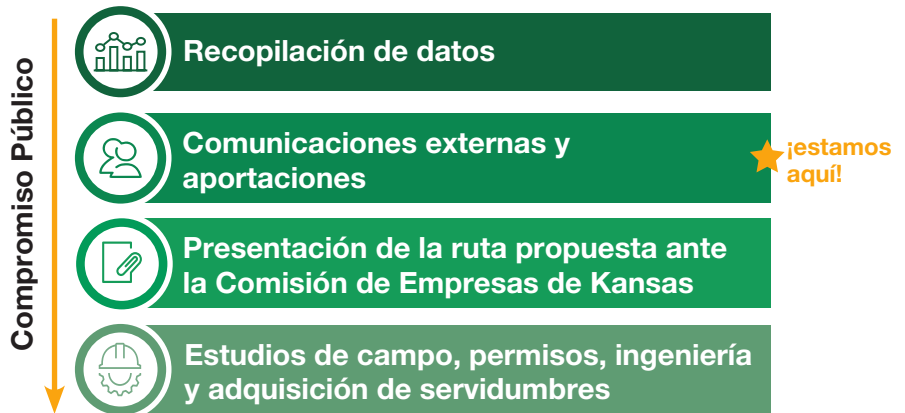 Compromiso Público
Recopilación de datos
Comunicaciones externas y
aportaciones
¡estamos
aquí!
Presentación de la ruta propuesta ante
la Comisión de Empresas de Kansas
Estudios de campo, permisos, ingeniería
y adquisición de servidumbres